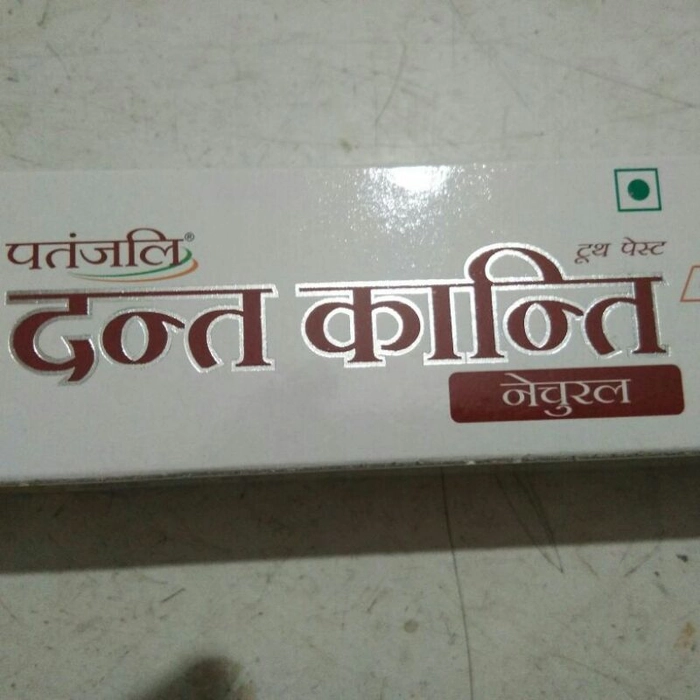 पतंजलि®
टूथ पेस्ट
दन्त कान्ति
नेचुरल